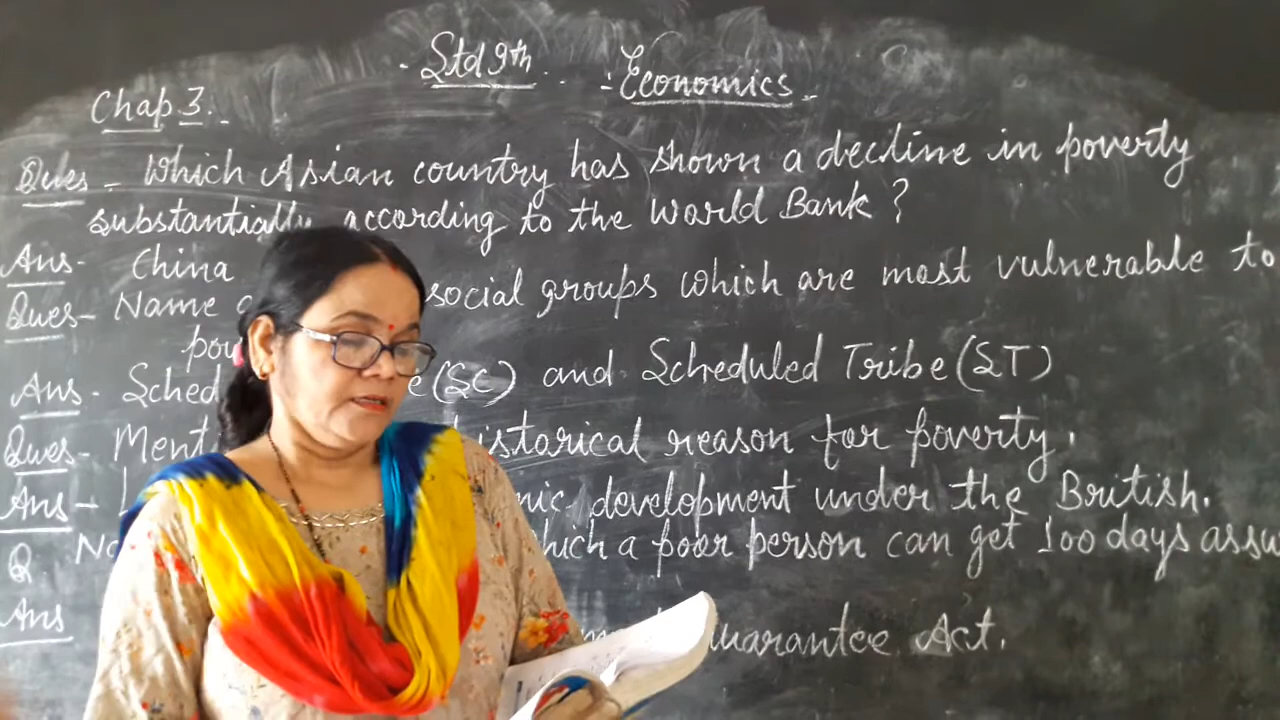 Std 9th Economics
Chap 3.
Ques - Which Asian country has shown a decline in poverty
substantially according to the World Bank ?
Ans- China
Ques- Name social groups which are most vulnerable to
Ans- Sched e (SC) and Scheduled Tribe (ST)
Ques- istorical reason for poverty.
Ans- development under the British.
Q hich a poor person can get 100 days assu
Ans uarantee Act.